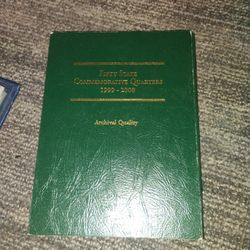 Fifty State
Commemorative Quarters
1999 - 2008
Archival Quality